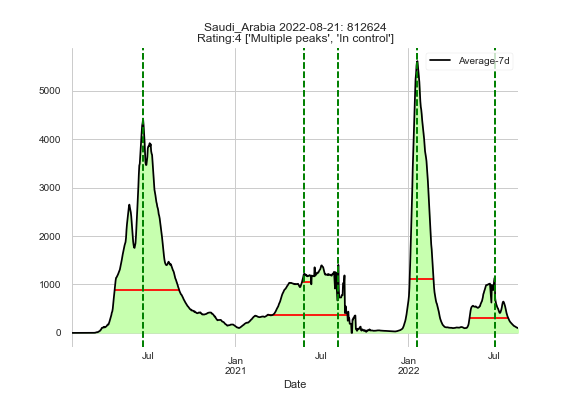 Saudi_Arabia 2022-08-21: 812624
Rating:4 ['Multiple peaks', 'In control']
Average-7d
5000
4000
3000
2000
1000
0
Jul
Jan
2021
Jul
Jan
2022
Jul
Date